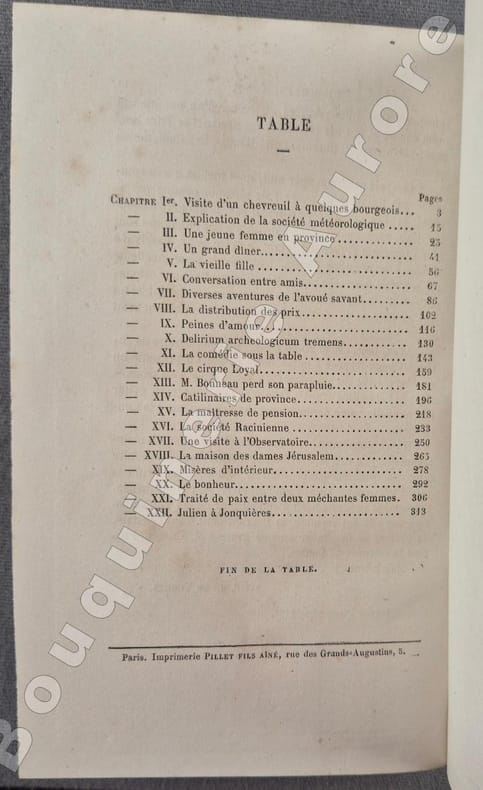 TABLE
Pages
CHAPITRE Ier. Visite d'un chevreuil à quelques bourgeois... 3
— II. Explication de la société météorologique ..... 15
— III. Une jeune femme en province ............ 25
— IV. Un grand dîner........................ 41
— V. La vieille fille ........................ 56
— VI. Conversation entre amis................ 67
— VII. Diverses aventures de l'avoué savant........ 86
— VIII. La distribution des prix................. 102
— IX. Peines d'amour....................... 116
— X. Delirium archeologicum tremens........... 130
— XI. La comédie sous la table ................ 143
— XII. Le cirque Loyal....................... 159
— XIII. M. Bonneau perd son parapluie........... 181
— XIV. Catilinaires de province................. 196
— XV. La maîtresse de pension................. 218
— XVI. La société Racinienne .................. 233
— XVII. Une visite à l'Observatoire............... 250
— XVIII. La maison des dames Jérusalem........... 265
— XIX. Misères d'intérieur..................... 278
— XX. Le bonheur.......................... 292
— XXI. Traité de paix entre deux méchantes femmes. 306
— XXII. Julien à Jonquières..................... 313
FIN DE LA TABLE.
Paris. Imprimerie PILLET FILS AÎNÉ, rue des Grands-Augustins, 5.
Bouquinerie Aurore